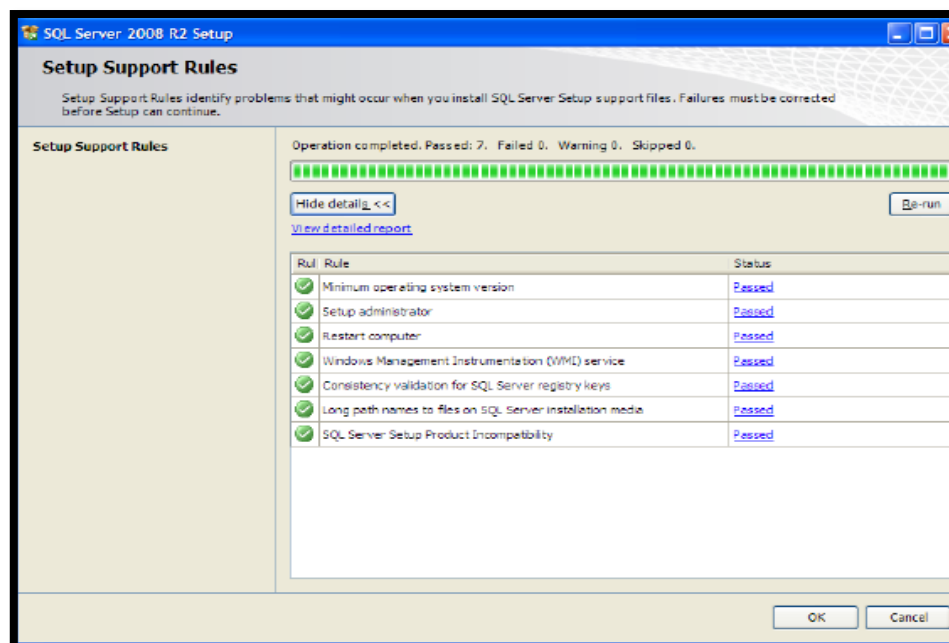 SQL Server 2008 R2 Setup
Setup Support Rules
Setup Support Rules identify problems that might occur when you install SQL Server Setup support files. Failures must be corrected
before Setup can continue.
Setup Support Rules
Operation completed. Passed: 7. Failed 0. Warning 0. Skipped 0.
Hide details <<
Re-run
View detailed report
Rul Rule Status
Minimum operating system version Passed
Setup administrator Passed
Restart computer Passed
Windows Management Instrumentation (WMI) service Passed
Consistency validation for SQL Server registry keys Passed
Long path names to files on SQL Server installation media Passed
SQL Server Setup Product Incompatibility Passed
OK Cancel